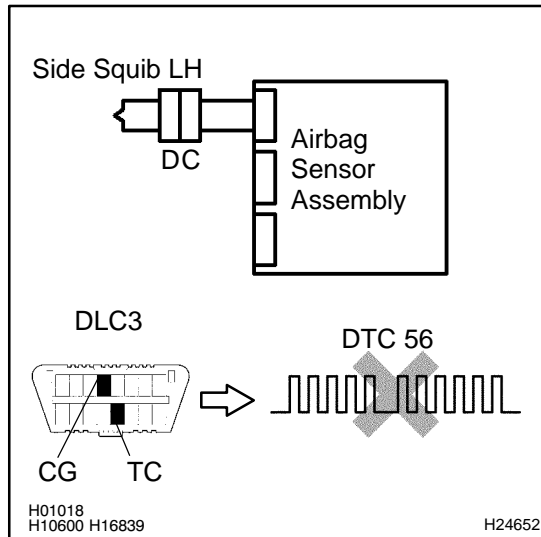 Side Squib LH
DC
Airbag
Sensor
Assembly
DLC3
DTC 56
CG
TC
H01018
H10600 H16839
H24652